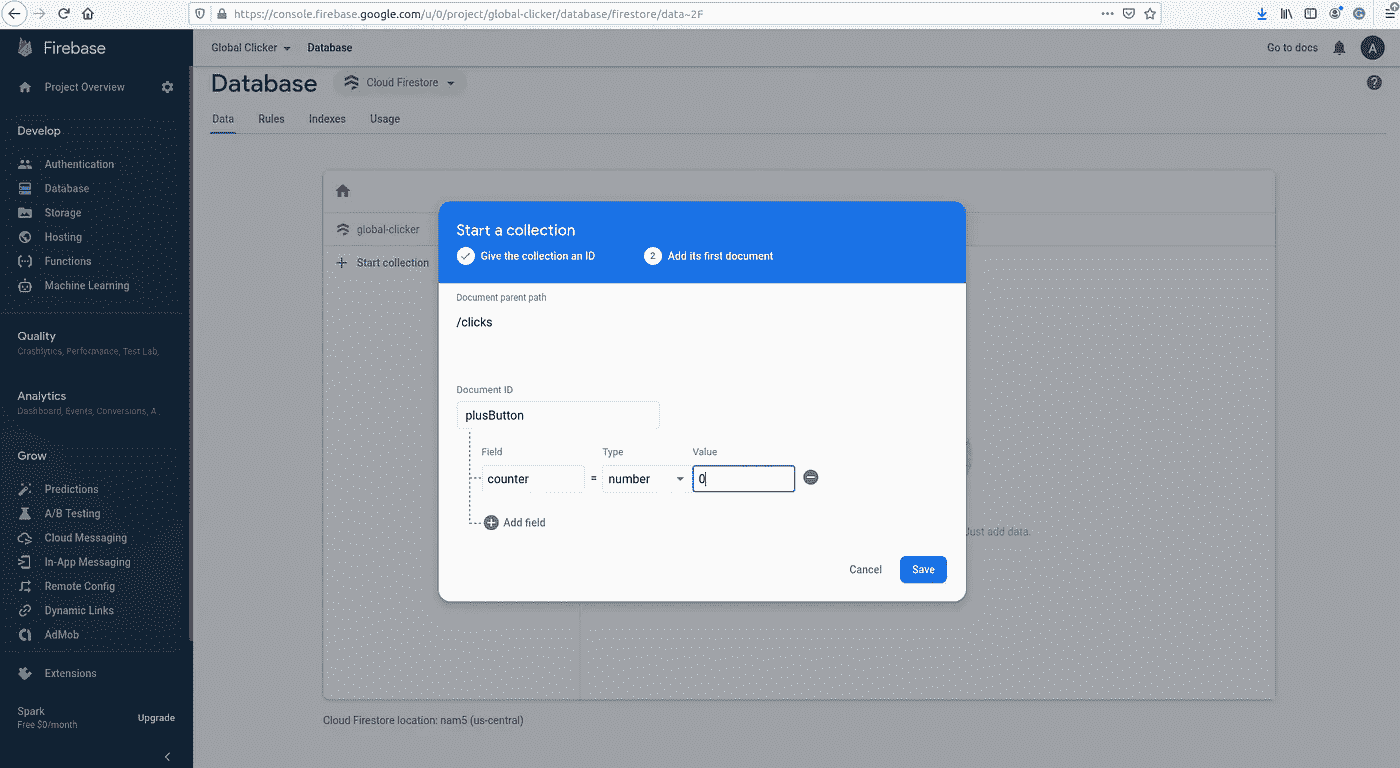 https://console.firebase.google.com/u/0/project/global-clicker/database/firestore/data~2F
Firebase
Global Clicker
Database
Go to docs
A
Project Overview
Database
Cloud Firestore
Data
Rules
Indexes
Usage
Develop
Authentication
Database
Storage
Hosting
Functions
Machine Learning
Quality
Crashlytics, Performance, Test Lab,
Analytics
Dashboard, Events, Conversions, A
Grow
Predictions
A/B Testing
Cloud Messaging
In-App Messaging
Remote Config
Dynamic Links
AdMob
Extensions
Spark
Free $0/month
Upgrade
global-clicker
Start collection
Start a collection
Give the collection an ID
2 Add its first document
Document parent path
/clicks
Document ID
plusButton
Field
Type
Value
counter
=
number
0
Add field
Just add data.
Cancel
Save
Cloud Firestore location: nam5 (us-central)